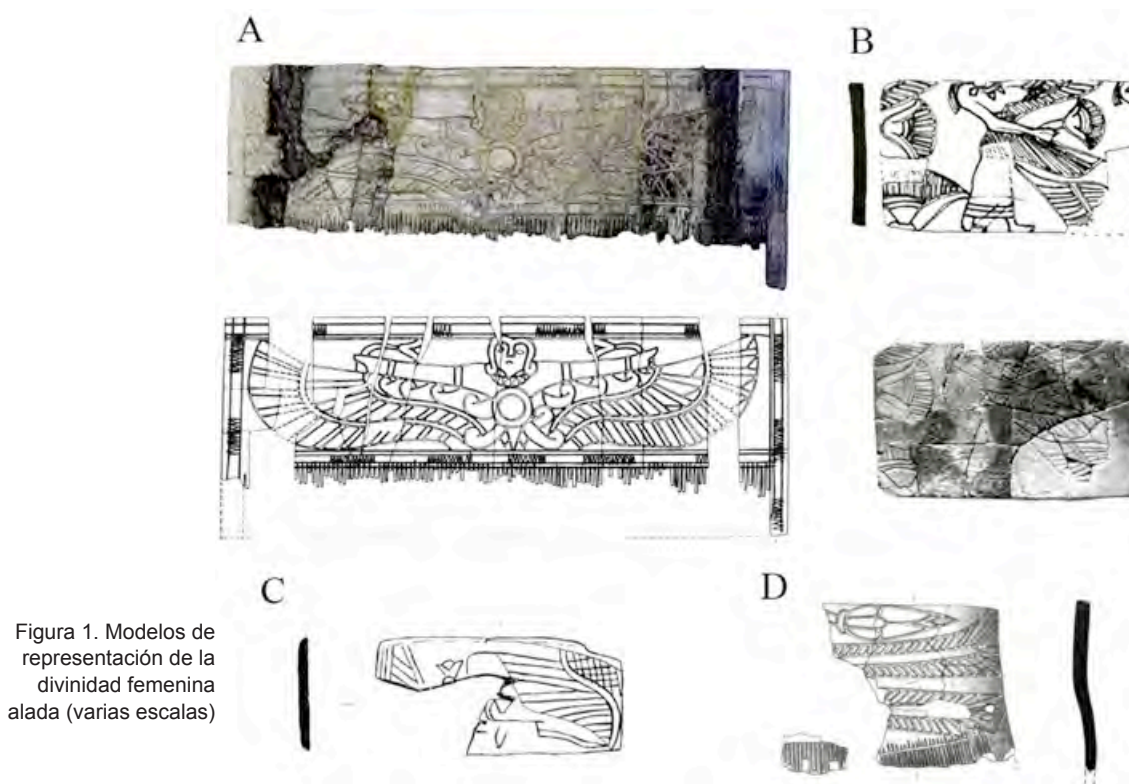 A
B
C
D
Figura 1. Modelos de
representación de la
divinidad femenina
alada (varias escalas)